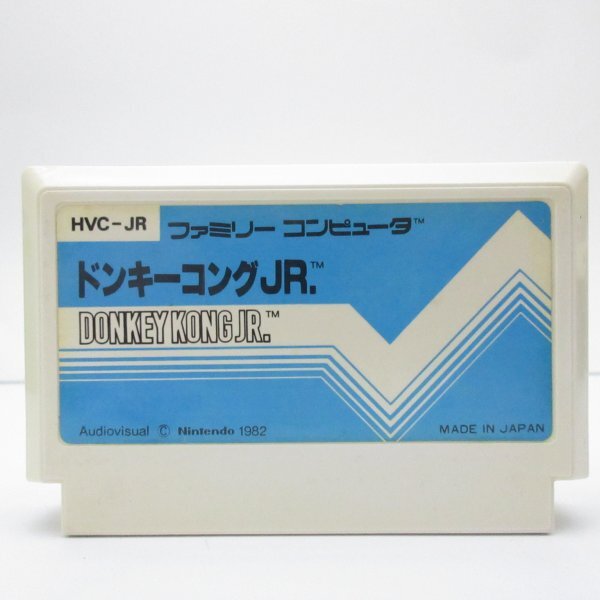 HVC-JR ファミリー コンピュータ™
ドンキーコングJR.™
DONKEY KONG JR.™
Audiovisual © Nintendo 1982 MADE IN JAPAN